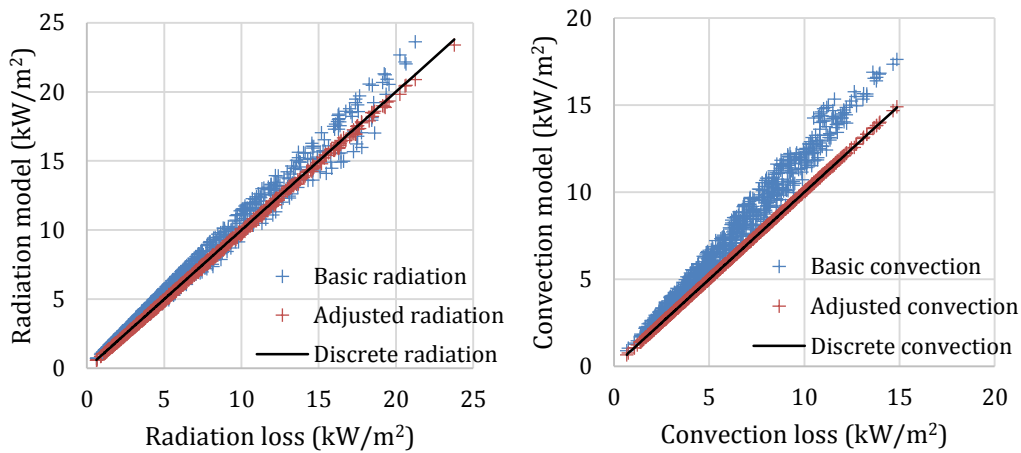 Radiation model (kW/m²)
25
20
15
10
5
0
0 5 10 15 20 25
Radiation loss (kW/m²)
Basic radiation
Adjusted radiation
Discrete radiation
Convection model (kW/m²)
20
15
10
5
0
0 5 10 15 20
Convection loss (kW/m²)
Basic convection
Adjusted convection
Discrete convection